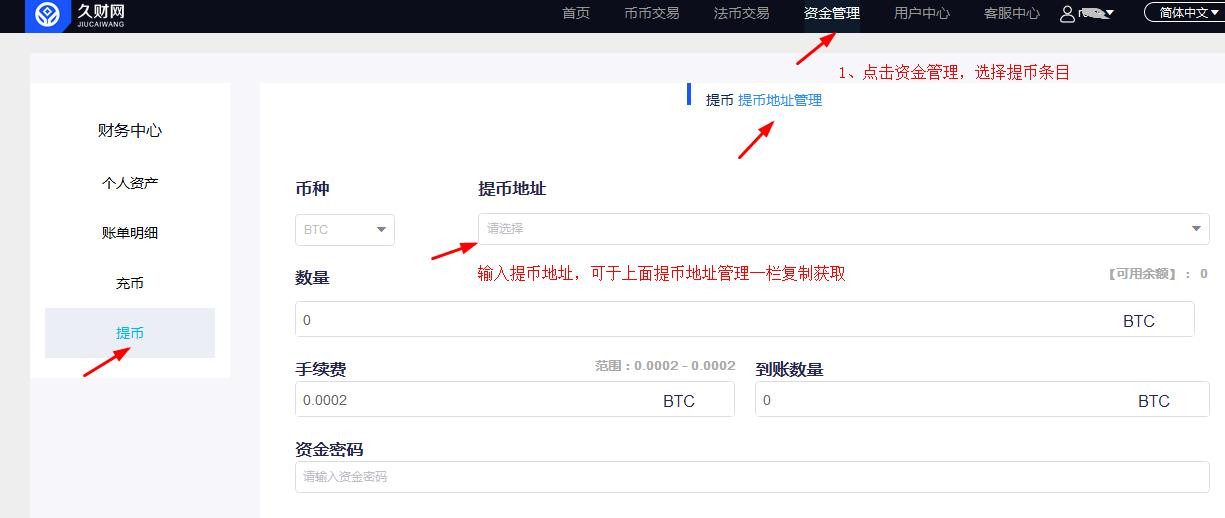 久财网
JIUCAIWANG
首页 币币交易 法币交易 资金管理 用户中心 客服中心 简体中文
1、点击资金管理，选择提币条目
提币 提币地址管理
财务中心
个人资产
账单明细
充币
提币
币种 提币地址
BTC 请选择
输入提币地址，可于上面提币地址管理一栏复制获取
数量 【可用余额】：0
0 BTC
手续费 范围：0.0002 - 0.0002 到账数量
0.0002 BTC 0 BTC
资金密码
请输入资金密码